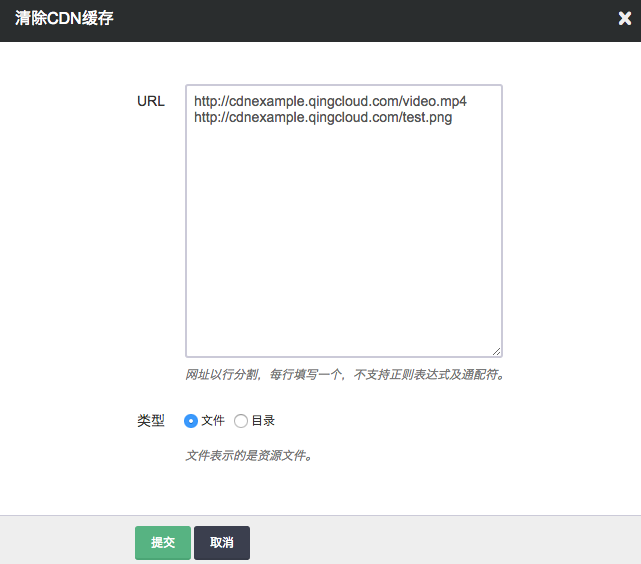 清除CDN缓存
URL
http://cdnexample.qingcloud.com/video.mp4
http://cdnexample.qingcloud.com/test.png
网址以行分割，每行填写一个，不支持正则表达式及通配符。
类型 文件 目录
文件表示的是资源文件。
提交 取消